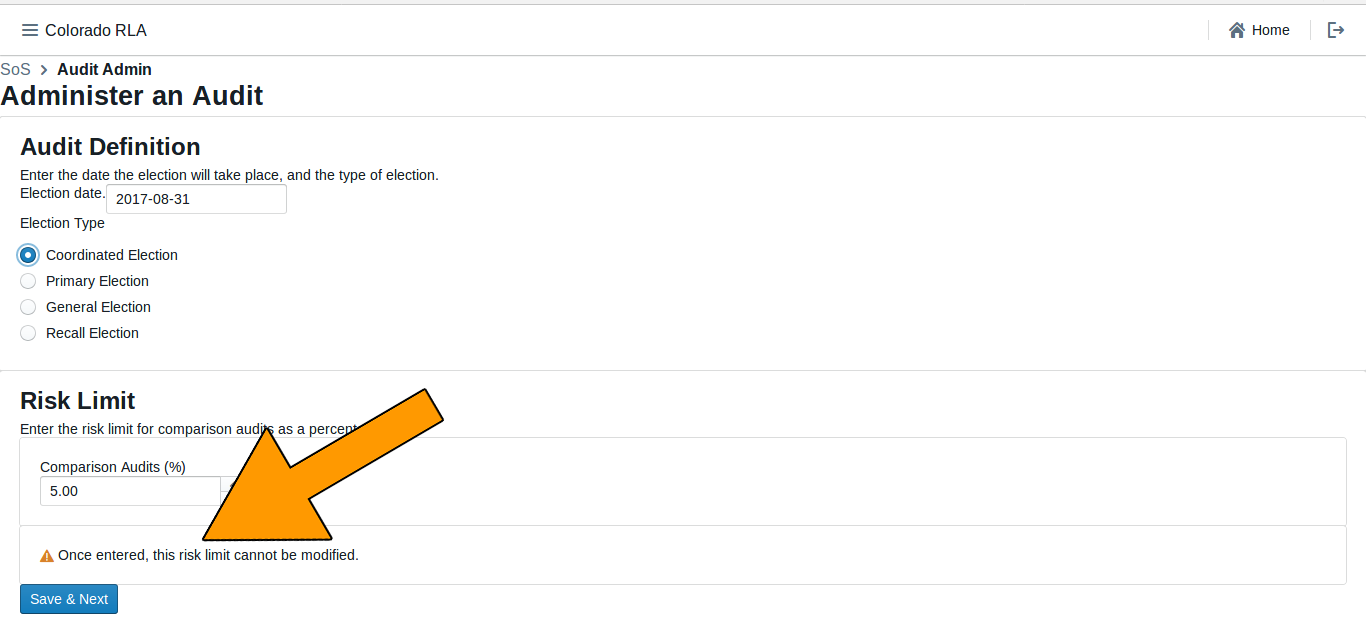 Colorado RLA
Home
SoS > Audit Admin
Administer an Audit
Audit Definition
Enter the date the election will take place, and the type of election.
Election date.
2017-08-31
Election Type
Coordinated Election
Primary Election
General Election
Recall Election
Risk Limit
Enter the risk limit for comparison audits as a percent
Comparison Audits (%)
5.00
Once entered, this risk limit cannot be modified.
Save & Next